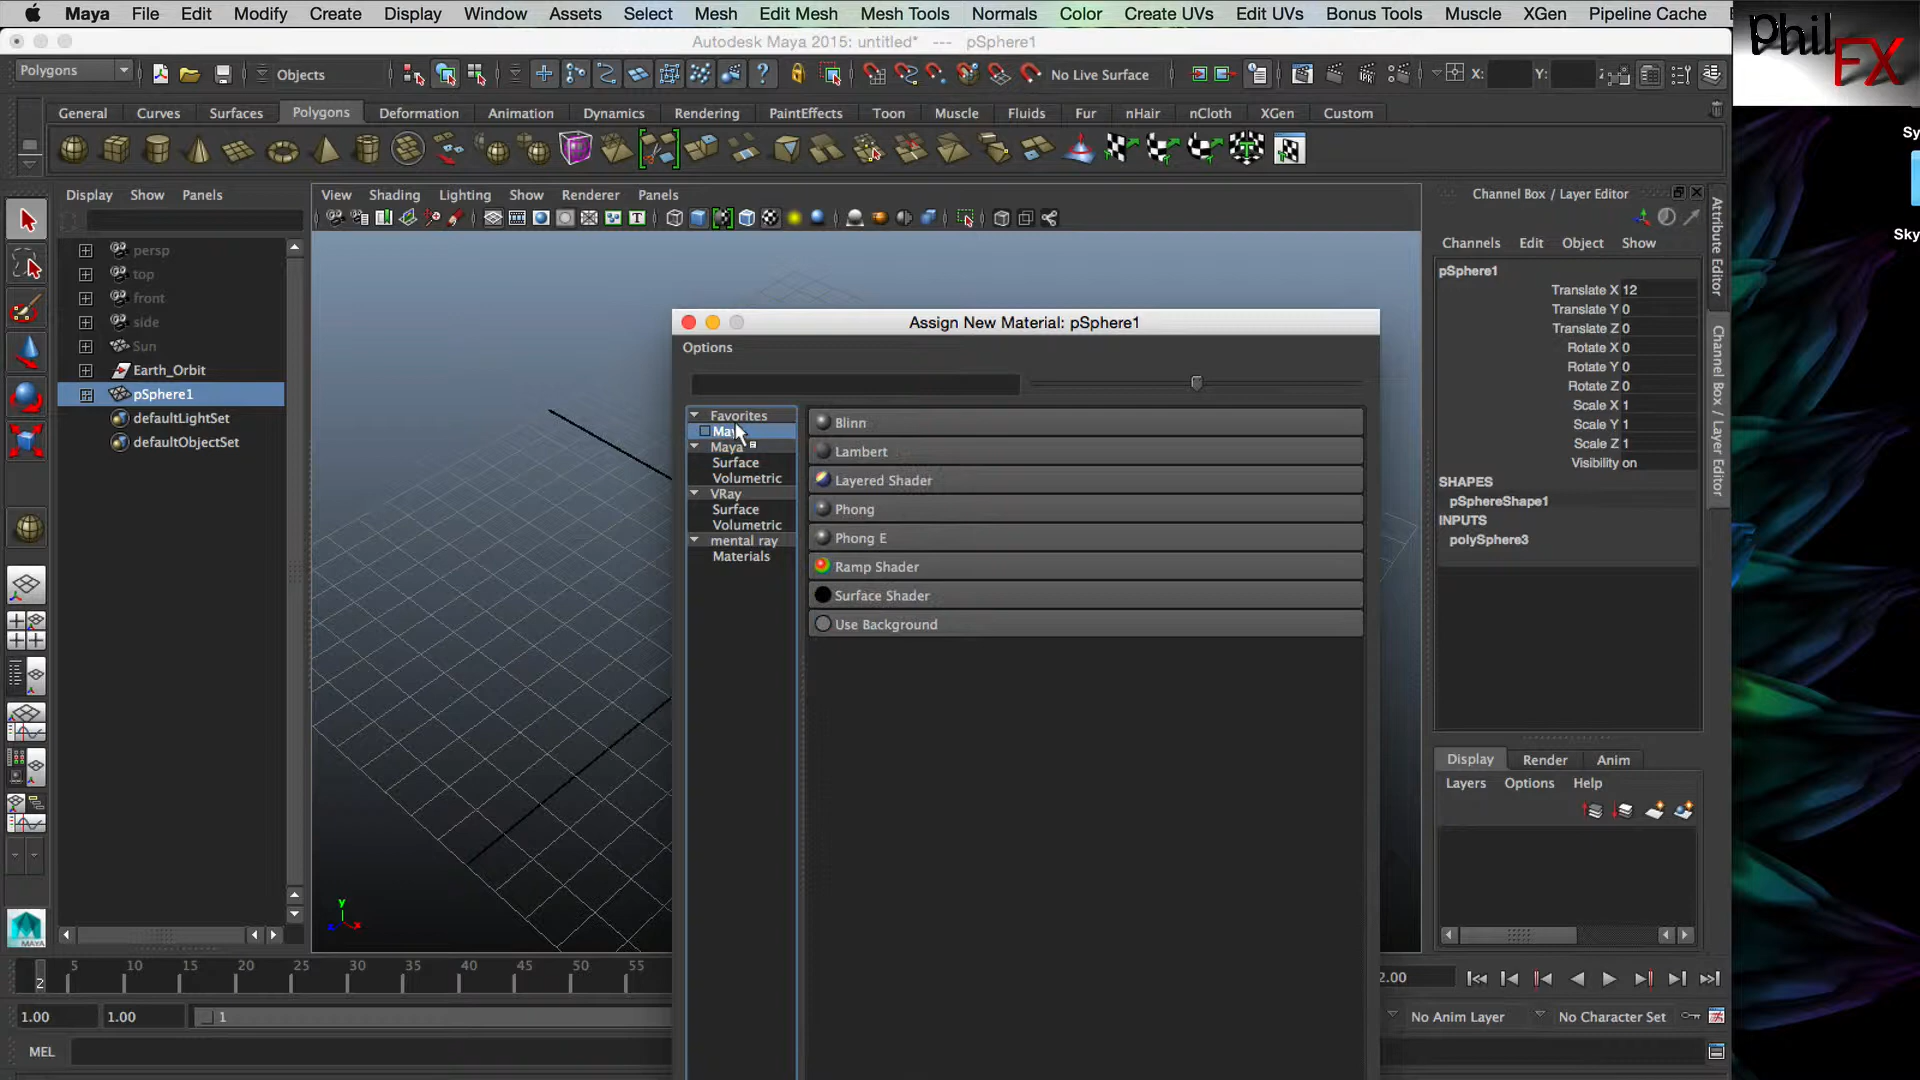 Maya File Edit Modify Create Display Window Assets Select Mesh Edit Mesh Mesh Tools Normals Color Create UVs Edit UVs Bonus Tools Muscle XGen Pipeline Cache
phil FX
Autodesk Maya 2015: untitled* --- pSphere1
Polygons Objects No Live Surface X: Y:
General Curves Surfaces Polygons Deformation Animation Dynamics Rendering PaintEffects Toon Muscle Fluids Fur nHair nCloth XGen Custom
Display Show Panels
View Shading Lighting Show Renderer Panels
Channel Box / Layer Editor
persp
top
front
side
Sun
Earth_Orbit
pSphere1
defaultLightSet
defaultObjectSet
Assign New Material: pSphere1
Options
Favorites
Maya
Surface
Volumetric
VRay
Surface
Volumetric
mental ray
Materials
Blinn
Lambert
Layered Shader
Phong
Phong E
Ramp Shader
Surface Shader
Use Background
Channels Edit Object Show
pSphere1
Translate X 12
Translate Y 0
Translate Z 0
Rotate X 0
Rotate Y 0
Rotate Z 0
Scale X 1
Scale Y 1
Scale Z 1
Visibility on
SHAPES
pSphereShape1
INPUTS
polySphere3
Attribute Editor
Channel Box / Layer Editor
Sy
Sky
Display Render Anim
Layers Options Help
y
x
z
MAYA
2 5 10 15 20 25 30 35 40 45 50 55
2.00
1.00 1.00 1
No Anim Layer No Character Set
MEL